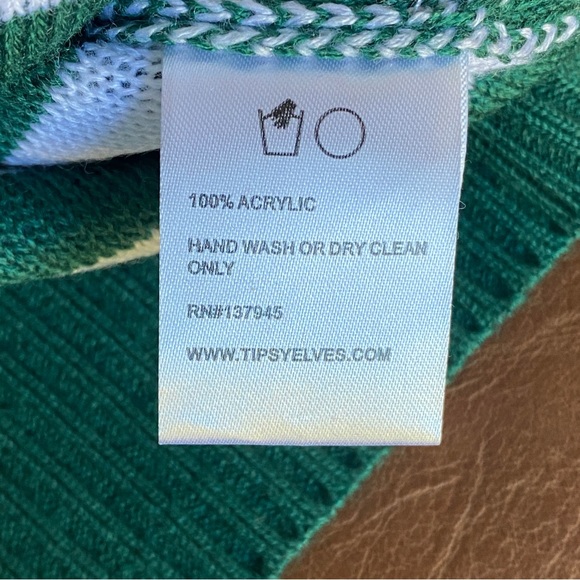 100% ACRYLIC
HAND WASH OR DRY CLEAN
ONLY
RN#137945
WWW.TIPSYELVES.COM